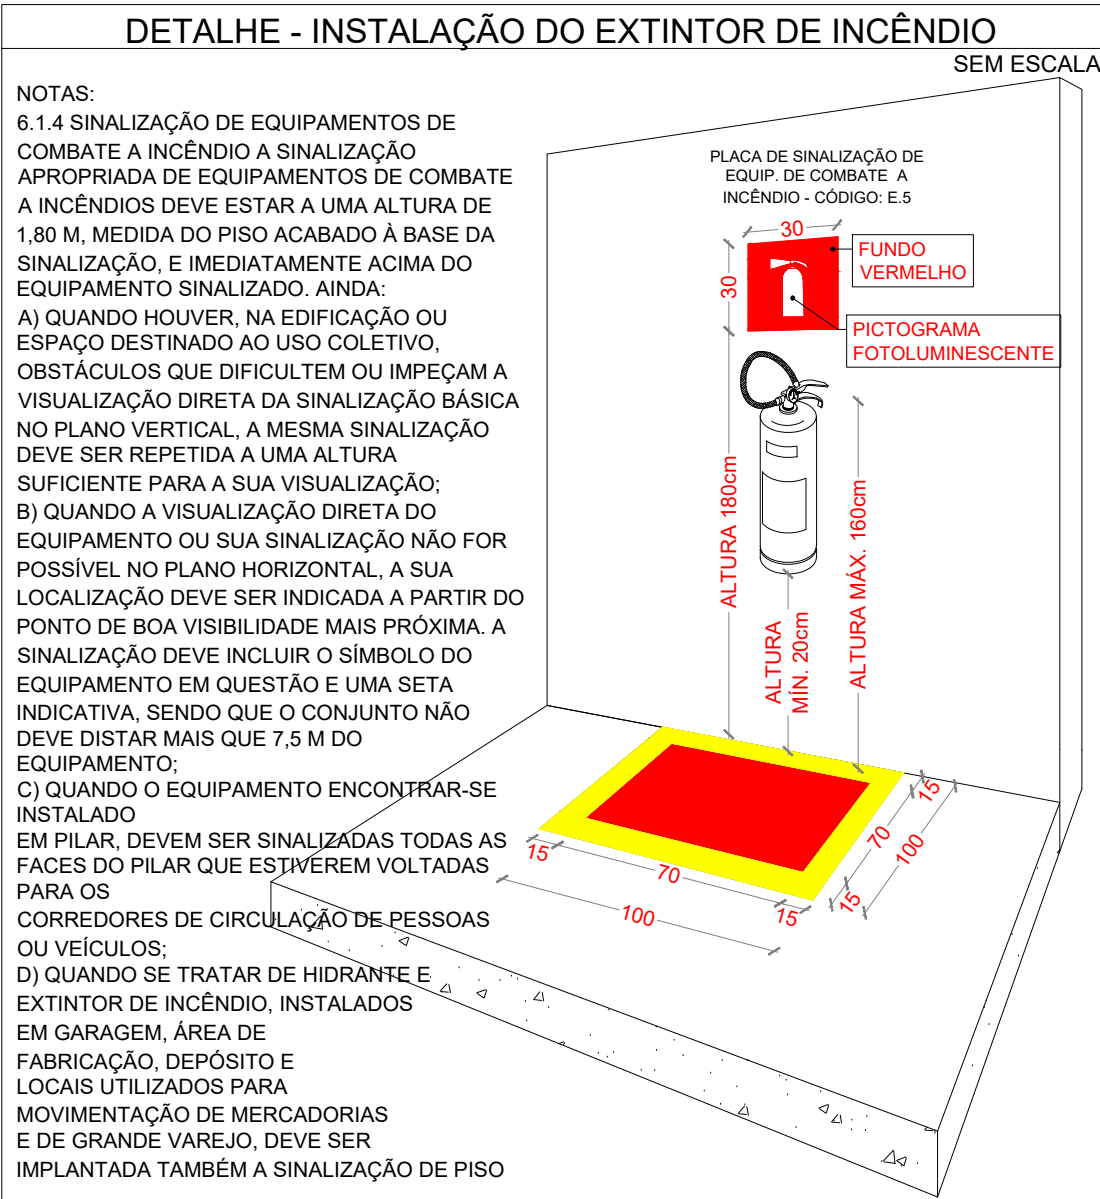 DETALHE - INSTALAÇÃO DO EXTINTOR DE INCÊNDIO
SEM ESCALA
NOTAS:
6.1.4 SINALIZAÇÃO DE EQUIPAMENTOS DE
COMBATE A INCÊNDIO A SINALIZAÇÃO
APROPRIADA DE EQUIPAMENTOS DE COMBATE
A INCÊNDIOS DEVE ESTAR A UMA ALTURA DE
1,80 M, MEDIDA DO PISO ACABADO À BASE DA
SINALIZAÇÃO, E IMEDIATAMENTE ACIMA DO
EQUIPAMENTO SINALIZADO. AINDA:
A) QUANDO HOUVER, NA EDIFICAÇÃO OU
ESPAÇO DESTINADO AO USO COLETIVO,
OBSTÁCULOS QUE DIFICULTEM OU IMPEÇAM A
VISUALIZAÇÃO DIRETA DA SINALIZAÇÃO BÁSICA
NO PLANO VERTICAL, A MESMA SINALIZAÇÃO
DEVE SER REPETIDA A UMA ALTURA
SUFICIENTE PARA A SUA VISUALIZAÇÃO;
B) QUANDO A VISUALIZAÇÃO DIRETA DO
EQUIPAMENTO OU SUA SINALIZAÇÃO NÃO FOR
POSSÍVEL NO PLANO HORIZONTAL, A SUA
LOCALIZAÇÃO DEVE SER INDICADA A PARTIR DO
PONTO DE BOA VISIBILIDADE MAIS PRÓXIMA. A
SINALIZAÇÃO DEVE INCLUIR O SÍMBOLO DO
EQUIPAMENTO EM QUESTÃO E UMA SETA
INDICATIVA, SENDO QUE O CONJUNTO NÃO
DEVE DISTAR MAIS QUE 7,5 M DO
EQUIPAMENTO;
C) QUANDO O EQUIPAMENTO ENCONTRAR-SE
INSTALADO
EM PILAR, DEVEM SER SINALIZADAS TODAS AS
FACES DO PILAR QUE ESTIVEREM VOLTADAS
PARA OS
CORREDORES DE CIRCULAÇÃO DE PESSOAS
OU VEÍCULOS;
D) QUANDO SE TRATAR DE HIDRANTE E
EXTINTOR DE INCÊNDIO, INSTALADOS
EM GARAGEM, ÁREA DE
FABRICAÇÃO, DEPÓSITO E
LOCAIS UTILIZADOS PARA
MOVIMENTAÇÃO DE MERCADORIAS
E DE GRANDE VAREJO, DEVE SER
IMPLANTADA TAMBÉM A SINALIZAÇÃO DE PISO
PLACA DE SINALIZAÇÃO DE
EQUIP. DE COMBATE A
INCÊNDIO - CÓDIGO: E.5
30
30
FUNDO
VERMELHO
PICTOGRAMA
FOTOLUMINESCENTE
ALTURA 180cm
ALTURA
MÍN. 20cm
ALTURA MÁX. 160cm
15
70
15
100
15
70
15
100